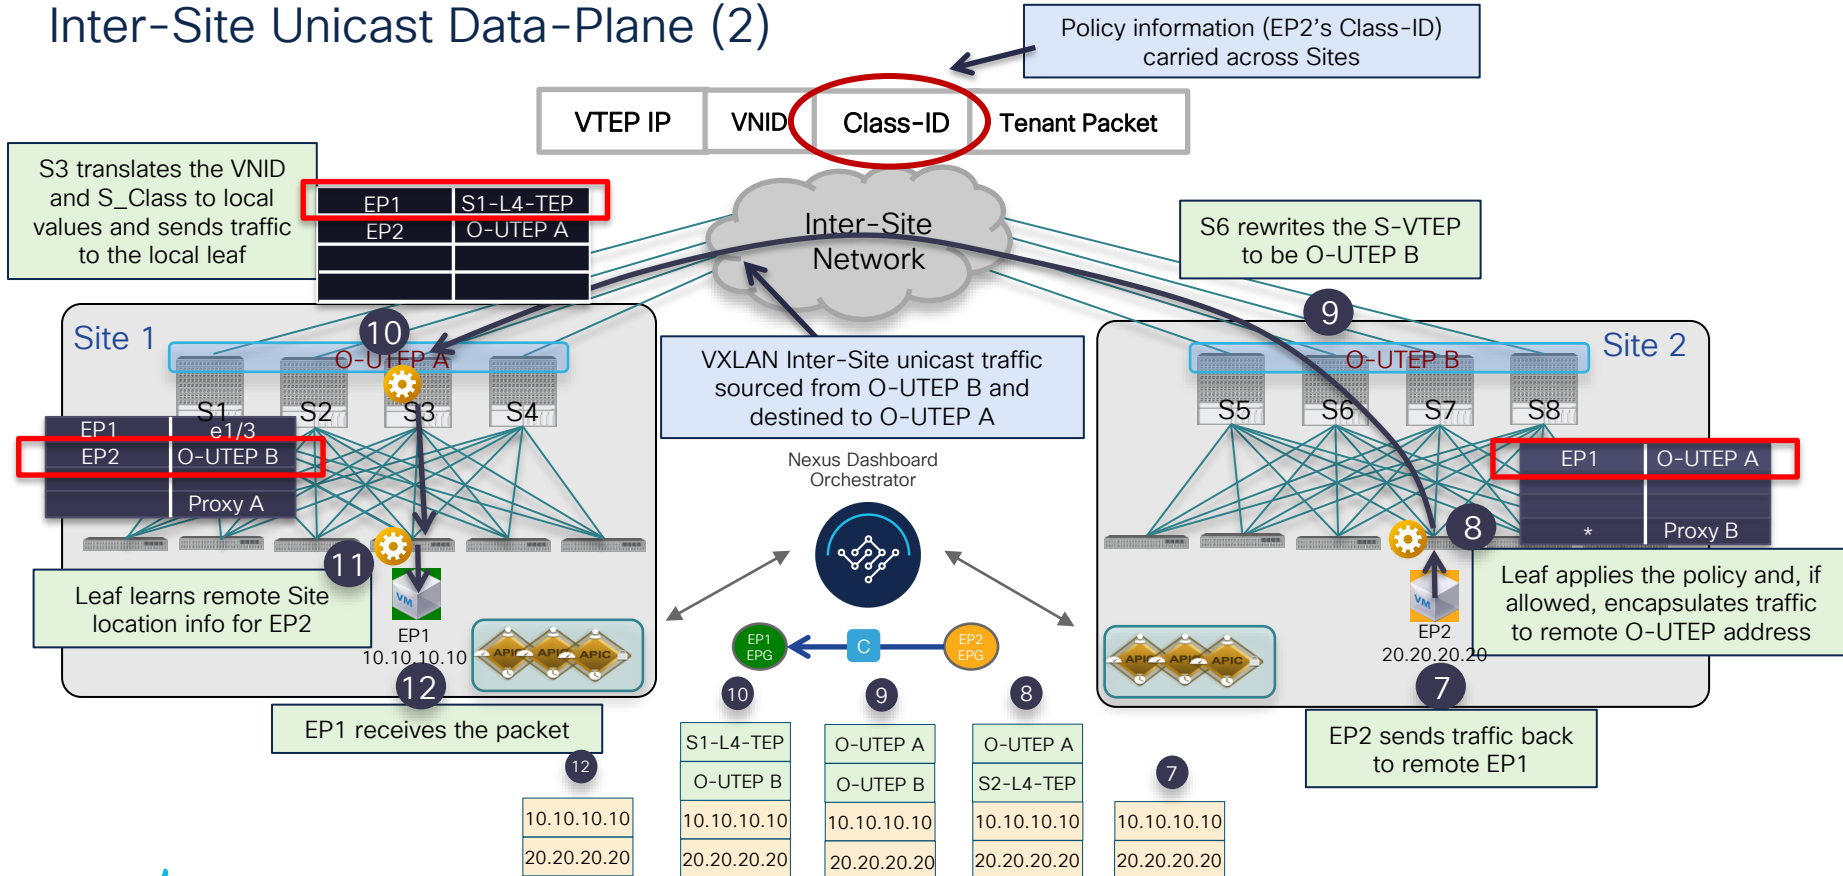 Inter-Site Unicast Data-Plane (2)
Policy information (EP2's Class-ID)
carried across Sites
VTEP IP VNID Class-ID Tenant Packet
S3 translates the VNID
and S_Class to local
values and sends traffic
to the local leaf
EP1 S1-L4-TEP
EP2 O-UTEP A
Inter-Site
Network
S6 rewrites the S-VTEP
to be O-UTEP B
9
Site 1
10
O-UTEP A
S1 S2 S3 S4
VXLAN Inter-Site unicast traffic
sourced from O-UTEP B and
destined to O-UTEP A
Site 2
O-UTEP B
S5 S6 S7 S8
EP1 e1/3
EP2 O-UTEP B
Proxy A
EP1 O-UTEP A
* Proxy B
Nexus Dashboard
Orchestrator
11
Leaf learns remote Site
location info for EP2
VM
EP1
10.10.10.10
APIC APIC APIC
12
EP1 receives the packet
8
Leaf applies the policy and, if
allowed, encapsulates traffic
to remote O-UTEP address
VM
EP2
20.20.20.20
APIC APIC APIC
7
EP2 sends traffic back
to remote EP1
EP1
EPG
C
EP2
EPG
12
10.10.10.10
20.20.20.20
10
S1-L4-TEP
O-UTEP B
10.10.10.10
20.20.20.20
9
O-UTEP A
O-UTEP B
10.10.10.10
20.20.20.20
8
O-UTEP A
S2-L4-TEP
10.10.10.10
20.20.20.20
7
10.10.10.10
20.20.20.20